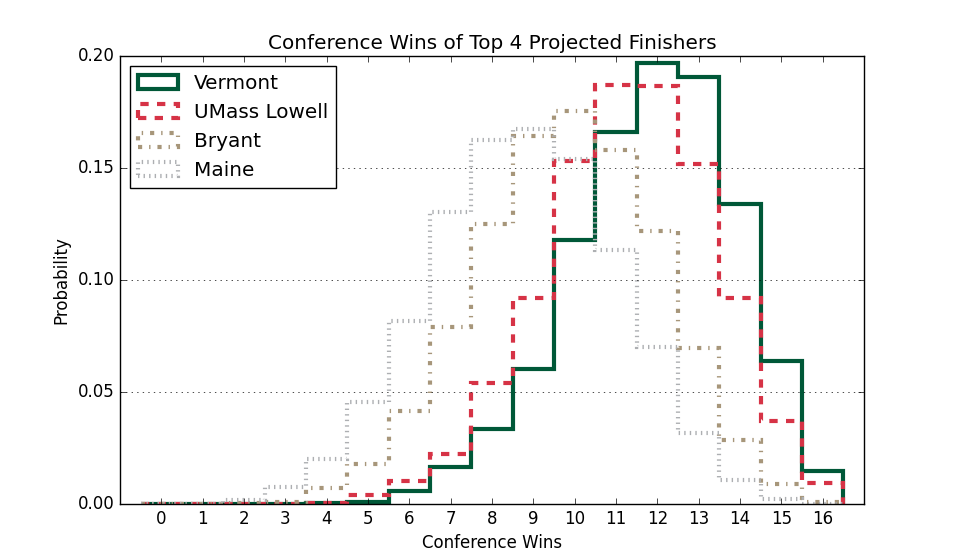 Conference Wins of Top 4 Projected Finishers
Vermont
UMass Lowell
Bryant
Maine
0.20
0.15
0.10
0.05
0.00
Probability
0 1 2 3 4 5 6 7 8 9 10 11 12 13 14 15 16
Conference Wins